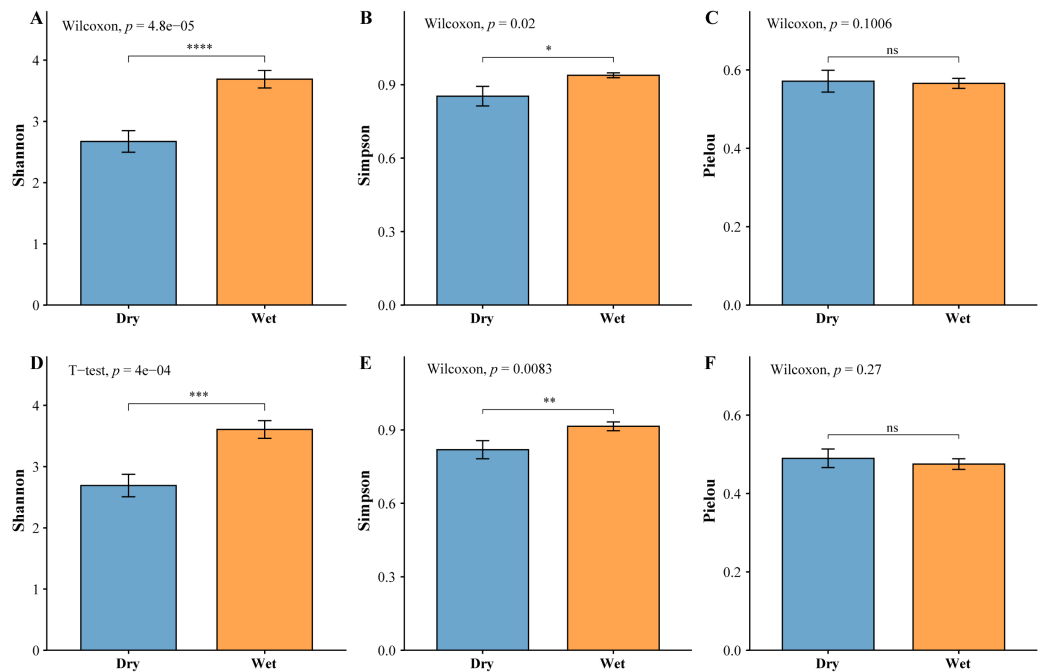 A
Wilcoxon, p = 4.8e−05
****
Shannon
4
3
2
1
0
Dry
Wet
B
Wilcoxon, p = 0.02
*
Simpson
0.9
0.6
0.3
0.0
Dry
Wet
C
Wilcoxon, p = 0.1006
ns
Pielou
0.6
0.4
0.2
0.0
Dry
Wet
D
T−test, p = 4e−04
***
Shannon
4
3
2
1
0
Dry
Wet
E
Wilcoxon, p = 0.0083
**
Simpson
0.9
0.6
0.3
0.0
Dry
Wet
F
Wilcoxon, p = 0.27
ns
Pielou
0.6
0.4
0.2
0.0
Dry
Wet